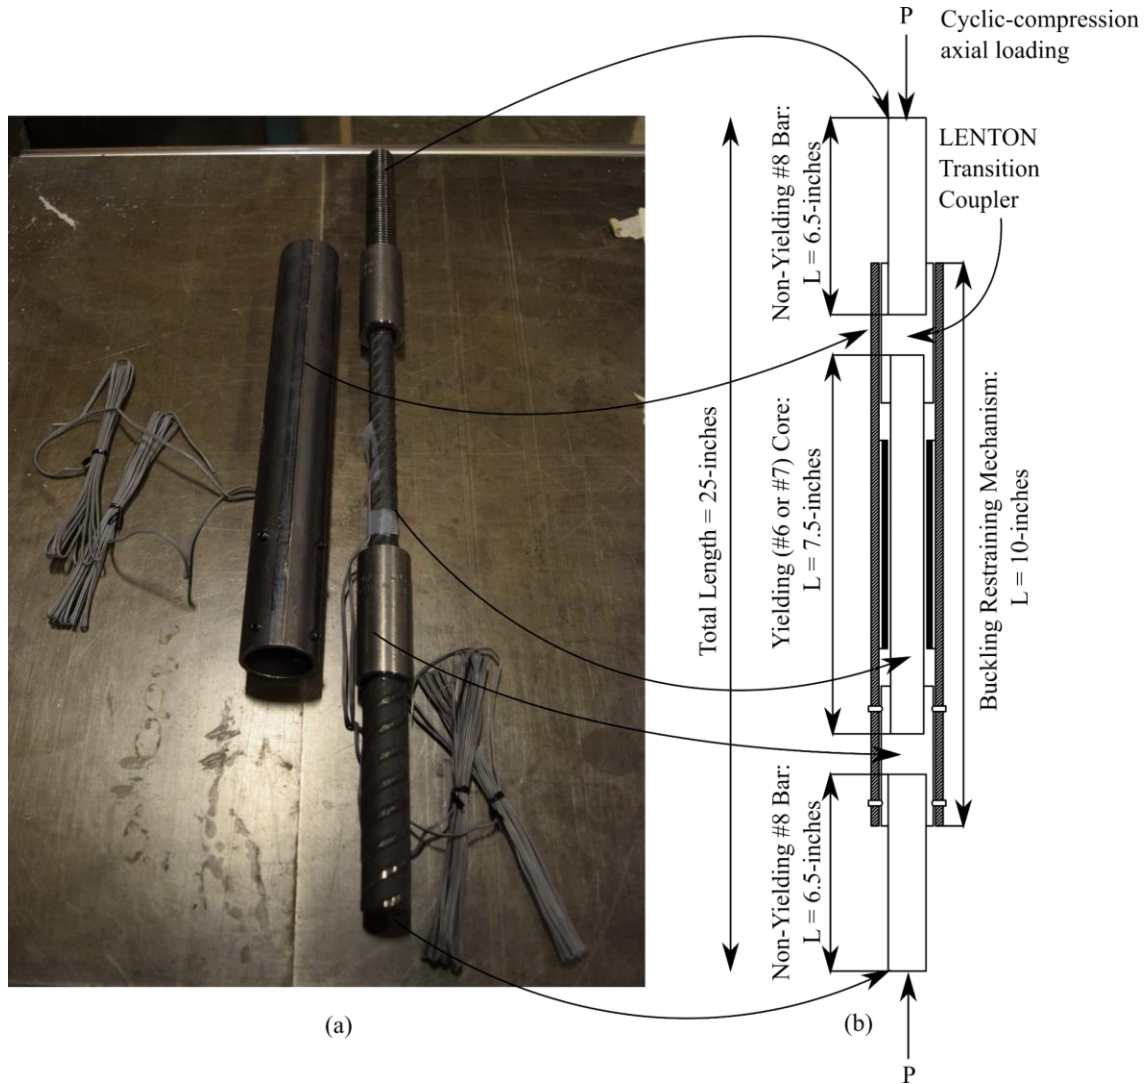 P
Cyclic-compression
axial loading
LENTON
Transition
Coupler
Non-Yielding #8 Bar:
L = 6.5-inches
Total Length = 25-inches
Yielding (#6 or #7) Core:
L = 7.5-inches
Buckling Restraining Mechanism:
L = 10-inches
Non-Yielding #8 Bar:
L = 6.5-inches
(a)
(b)
P